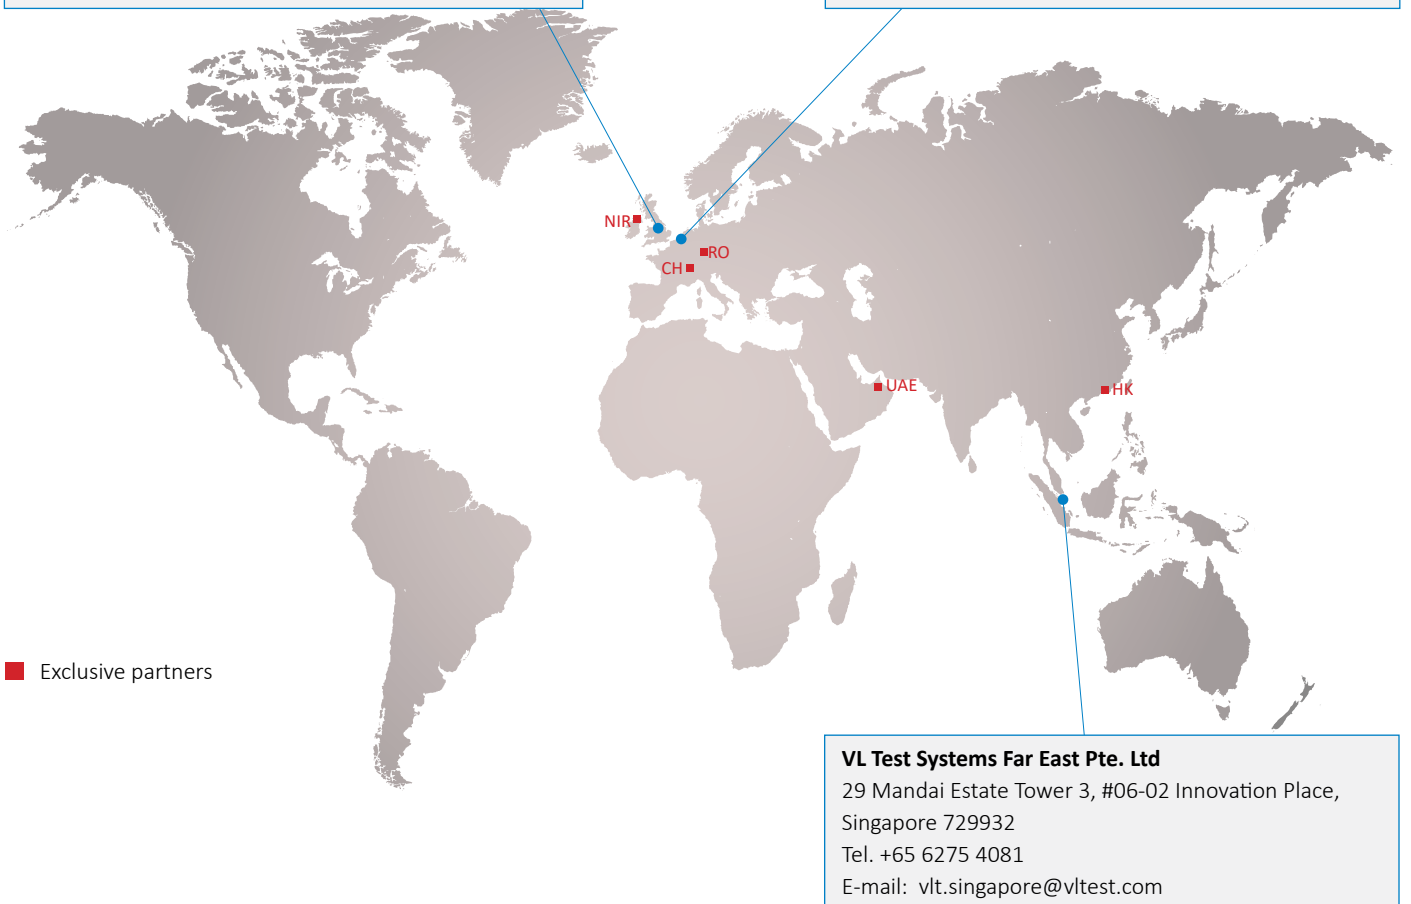 NIR
RO
CH
UAE
HK
Exclusive partners
VL Test Systems Far East Pte. Ltd
29 Mandai Estate Tower 3, #06-02 Innovation Place,
Singapore 729932
Tel. +65 6275 4081
E-mail: vlt.singapore@vltest.com